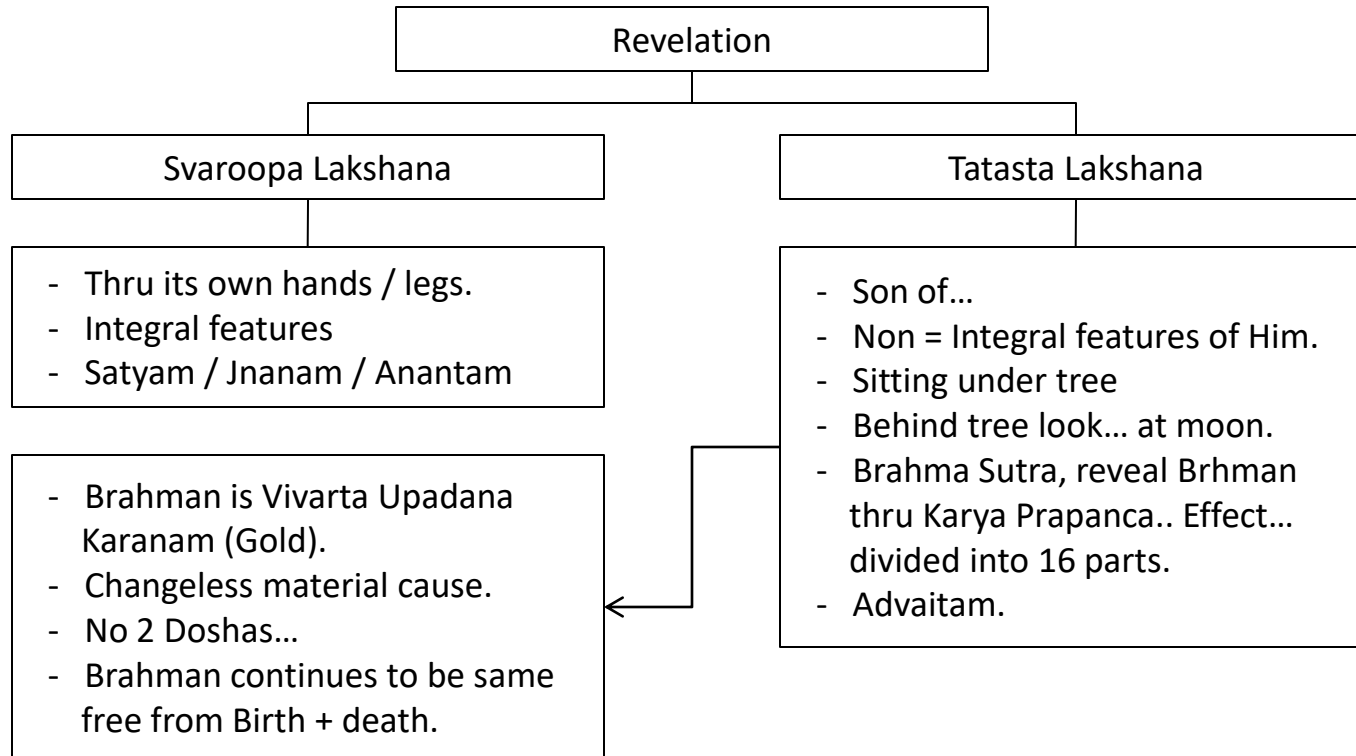 Revelation
Svaroopa Lakshana
Tatasta Lakshana
- Thru its own hands / legs.
- Integral features
- Satyam / Jnanam / Anantam
- Son of…
- Non = Integral features of Him.
- Sitting under tree
- Behind tree look… at moon.
- Brahma Sutra, reveal Brhman
thru Karya Prapanca.. Effect…
divided into 16 parts.
- Advaitam.
- Brahman is Vivarta Upadana
Karanam (Gold).
- Changeless material cause.
- No 2 Doshas…
- Brahman continues to be same
free from Birth + death.